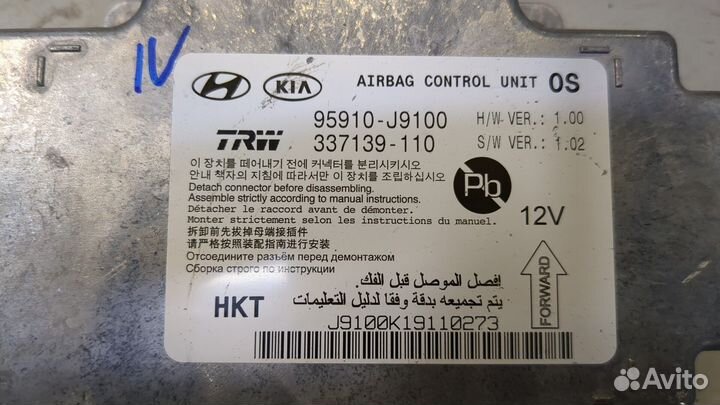 IV
KIA AIRBAG CONTROL UNIT OS
95910-J9100 H/W VER.: 1.00
TRW 337139-110 S/W VER.: 1.02
이 장치를 떼어내기 전에 커넥터를 분리시키시오
안내 책자의 지침에 따라서만 이 장치를 조립하십시오
Detach connector before disassembling.
Assemble strictly according to manual instructions.
Détacher le raccord avant de démonter.
Monter strictement selon les instructions du manuel.
Pb
12V
拆卸前先拔掉母端接插件
请严格按照装配指南进行安装
Отсоедините разъём перед демонтажом
Сборка строго по инструкции
افصل الموصل قبل الفك.
يتم تجميعه بدقة وفقا لدليل التعليمات
FORWARD
HKT
J9100K19110273
Avito